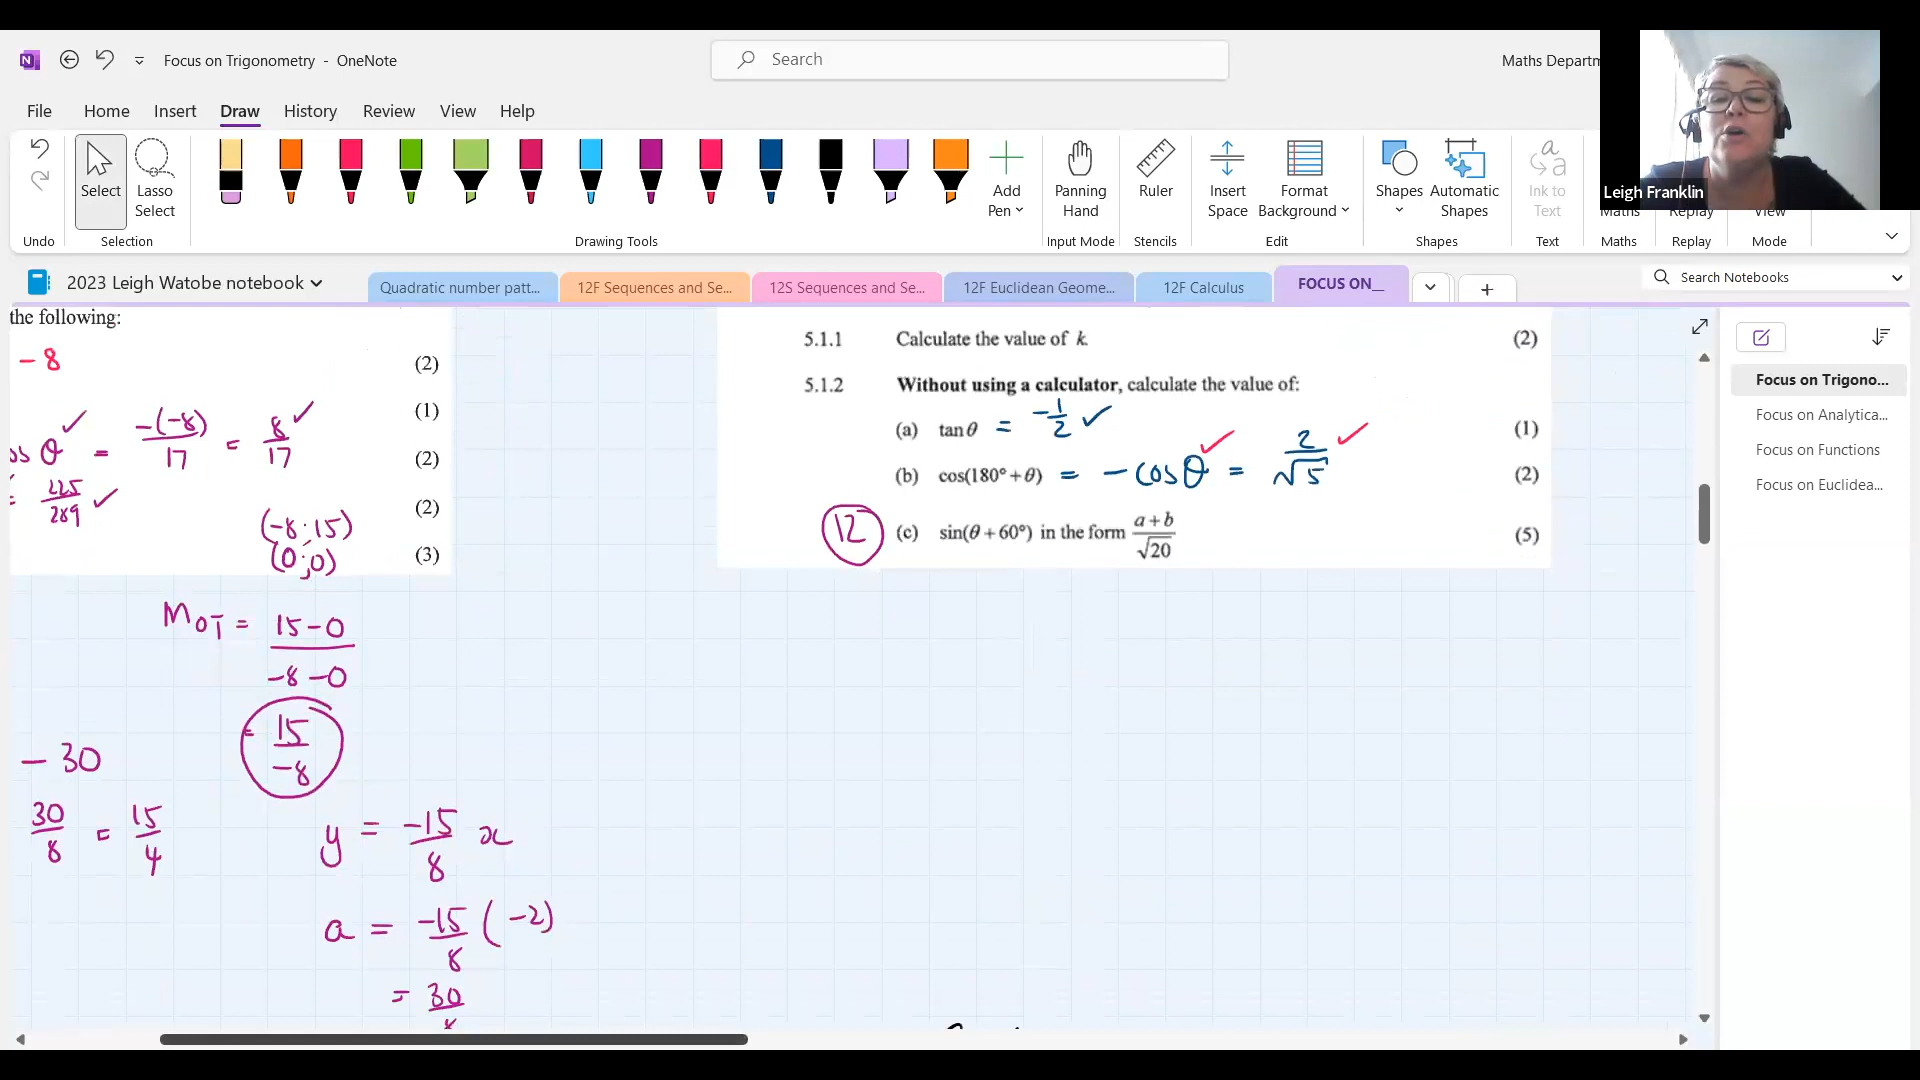 Focus on Trigonometry - OneNote
Search
Maths Departm
Leigh Franklin
File Home Insert Draw History Review View Help
Select
Lasso Select
Add Pen
Panning Hand
Ruler
Insert Space
Format Background
Shapes
Automatic Shapes
Ink to Text
Maths
Replay
View
Undo Selection Drawing Tools Input Mode Stencils Edit Shapes Text Maths Replay Mode
2023 Leigh Watobe notebook
Quadratic number patt... 12F Sequences and Se... 12S Sequences and Se... 12F Euclidean Geome... 12F Calculus FOCUS ON__
Search Notebooks
Focus on Trigono...
Focus on Analytica...
Focus on Functions
Focus on Euclidea...
the following:
-8
(2)
(1)
os θ = -(-8)/17 = 8/17
(2)
= 225/289
(2)
(-8;15)
(0;0)
(3)
M OT = 15-0/-8-0
= 15/-8
-30
30/8 = 15/4
y = -15/8 x
a = -15/8 (-2)
= 30/8
5.1.1 Calculate the value of k (2)
5.1.2 Without using a calculator, calculate the value of:
(a) tan θ = -1/2 (1)
(b) cos(180° + θ) = -cos θ = 2/√5 (2)
12 (c) sin(θ + 60°) in the form a+b/√20 (5)